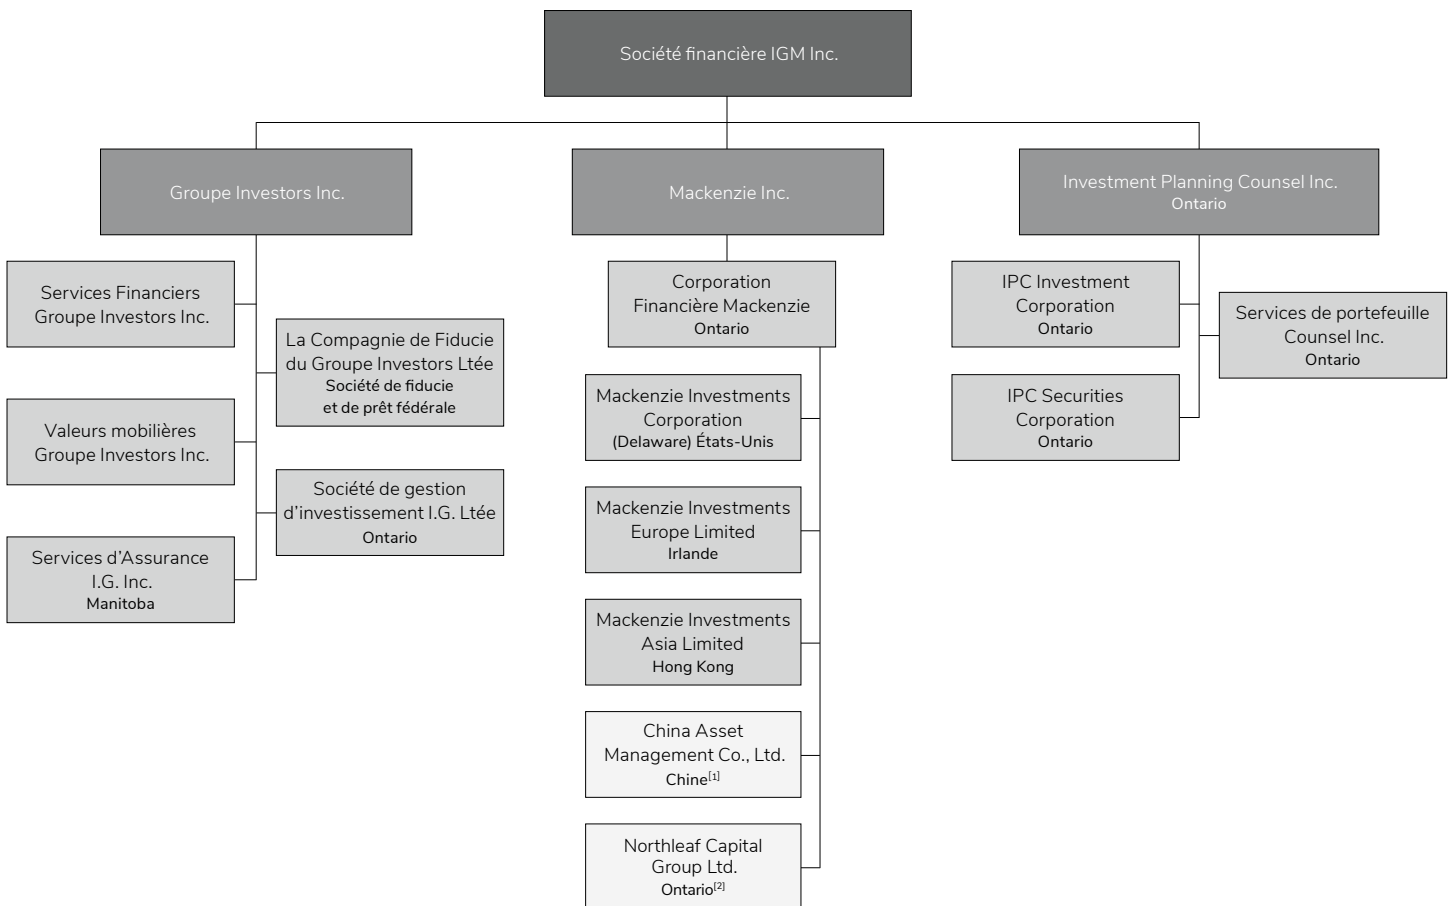 Société financière IGM Inc.
Groupe Investors Inc.
Mackenzie Inc.
Investment Planning Counsel Inc.
Ontario
Services Financiers
Groupe Investors Inc.
La Compagnie de Fiducie
du Groupe Investors Ltée
Société de fiducie
et de prêt fédérale
Valeurs mobilières
Groupe Investors Inc.
Société de gestion
d’investissement I.G. Ltée
Ontario
Services d’Assurance
I.G. Inc.
Manitoba
Corporation
Financière Mackenzie
Ontario
Mackenzie Investments
Corporation
(Delaware) États-Unis
Mackenzie Investments
Europe Limited
Irlande
Mackenzie Investments
Asia Limited
Hong Kong
China Asset
Management Co., Ltd.
Chine[1]
Northleaf Capital
Group Ltd.
Ontario[2]
IPC Investment
Corporation
Ontario
Services de portefeuille
Counsel Inc.
Ontario
IPC Securities
Corporation
Ontario